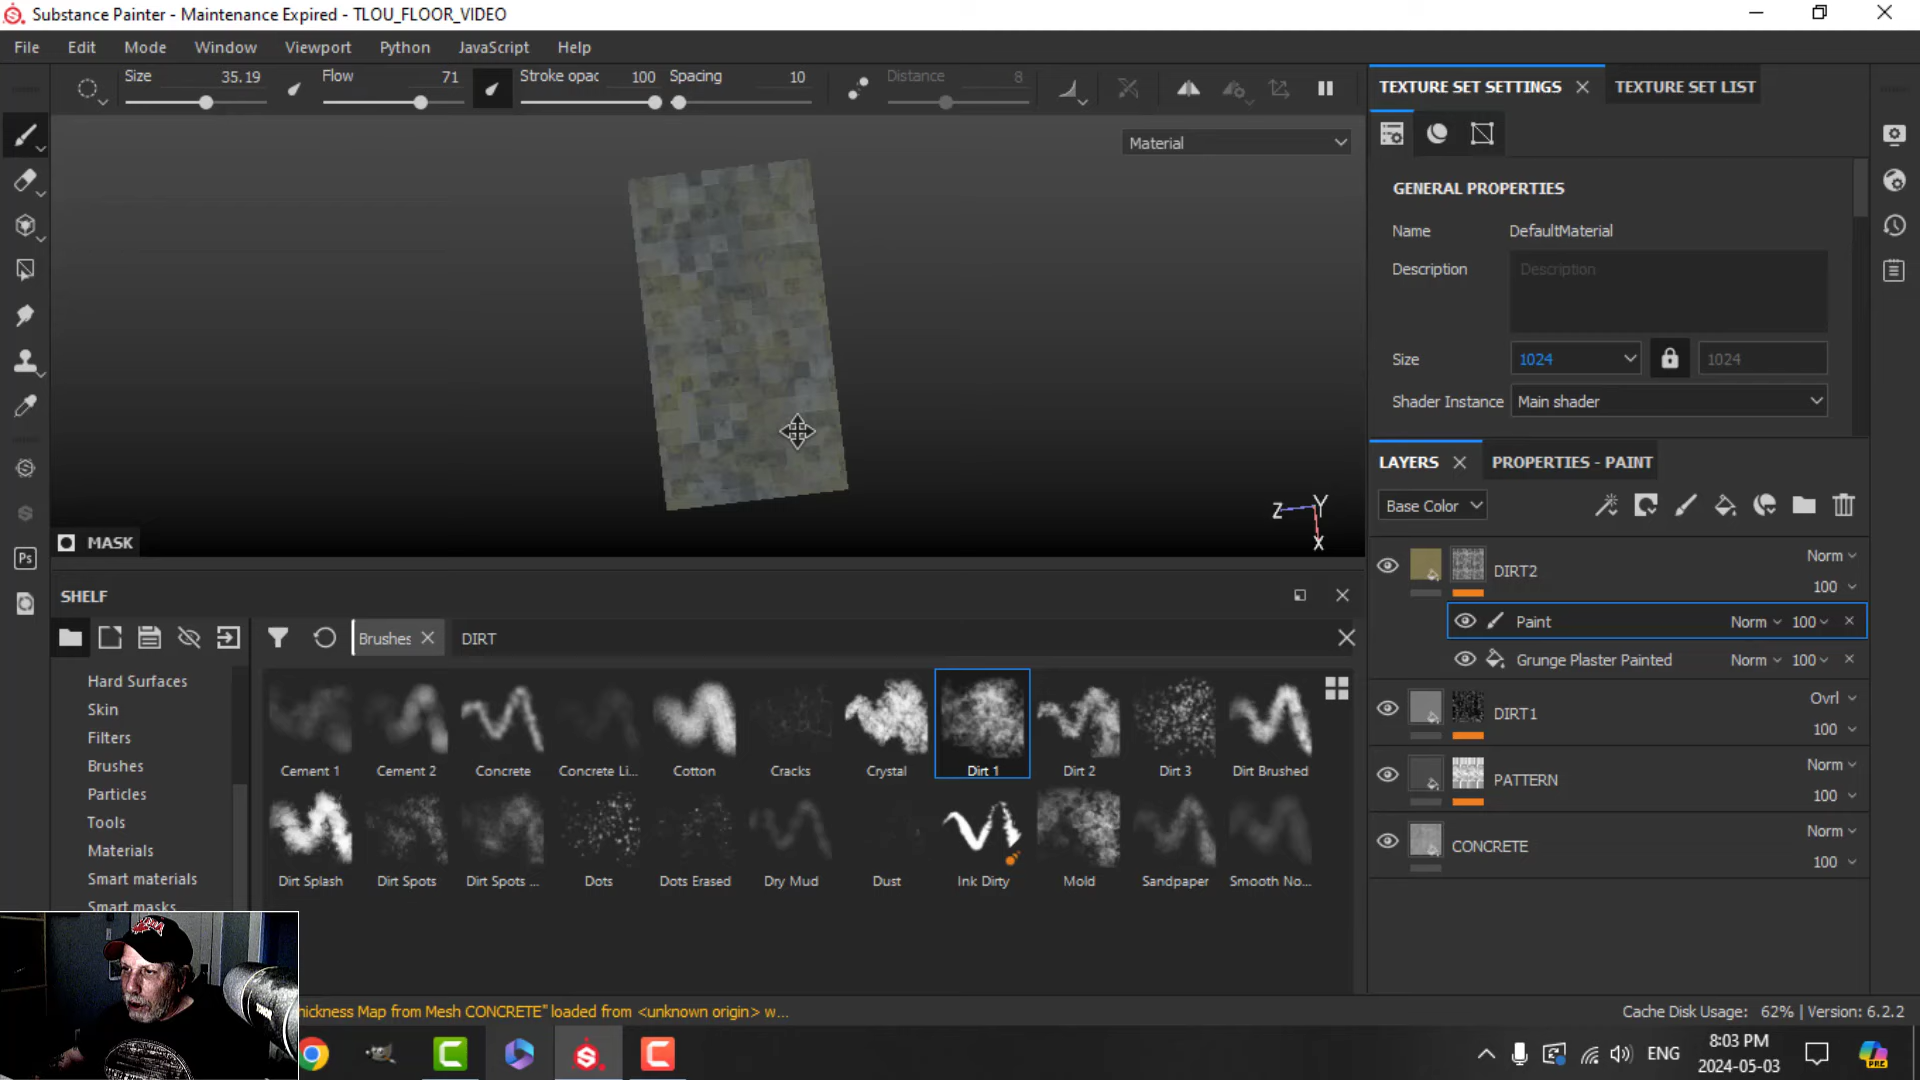 Substance Painter - Maintenance Expired - TLOU_FLOOR_VIDEO
File Edit Mode Window Viewport Python JavaScript Help
Size 35.19 Flow 71 Stroke opac 100 Spacing 10 Distance 8
Material
Z Y
X
MASK
TEXTURE SET SETTINGS TEXTURE SET LIST
GENERAL PROPERTIES
Name DefaultMaterial
Description Description
Size 1024 1024
Shader Instance Main shader
LAYERS PROPERTIES - PAINT
Base Color
DIRT2 Norm
100
Paint Norm 100
Grunge Plaster Painted Norm 100
DIRT1 Ovrl
100
PATTERN Norm
100
CONCRETE Norm
100
SHELF
Brushes DIRT
Hard Surfaces
Skin
Filters
Brushes
Particles
Tools
Materials
Smart materials
Smart masks
Cement 1 Cement 2 Concrete Concrete Li... Cotton Cracks Crystal Dirt 1 Dirt 2 Dirt 3 Dirt Brushed
Dirt Splash Dirt Spots Dirt Spots ... Dots Dots Erased Dry Mud Dust Ink Dirty Mold Sandpaper Smooth No...
Ps
hickness Map from Mesh CONCRETE" loaded from <unknown origin> w...
Cache Disk Usage: 62% | Version: 6.2.2
ENG
8:03 PM
2024-05-03
PRE